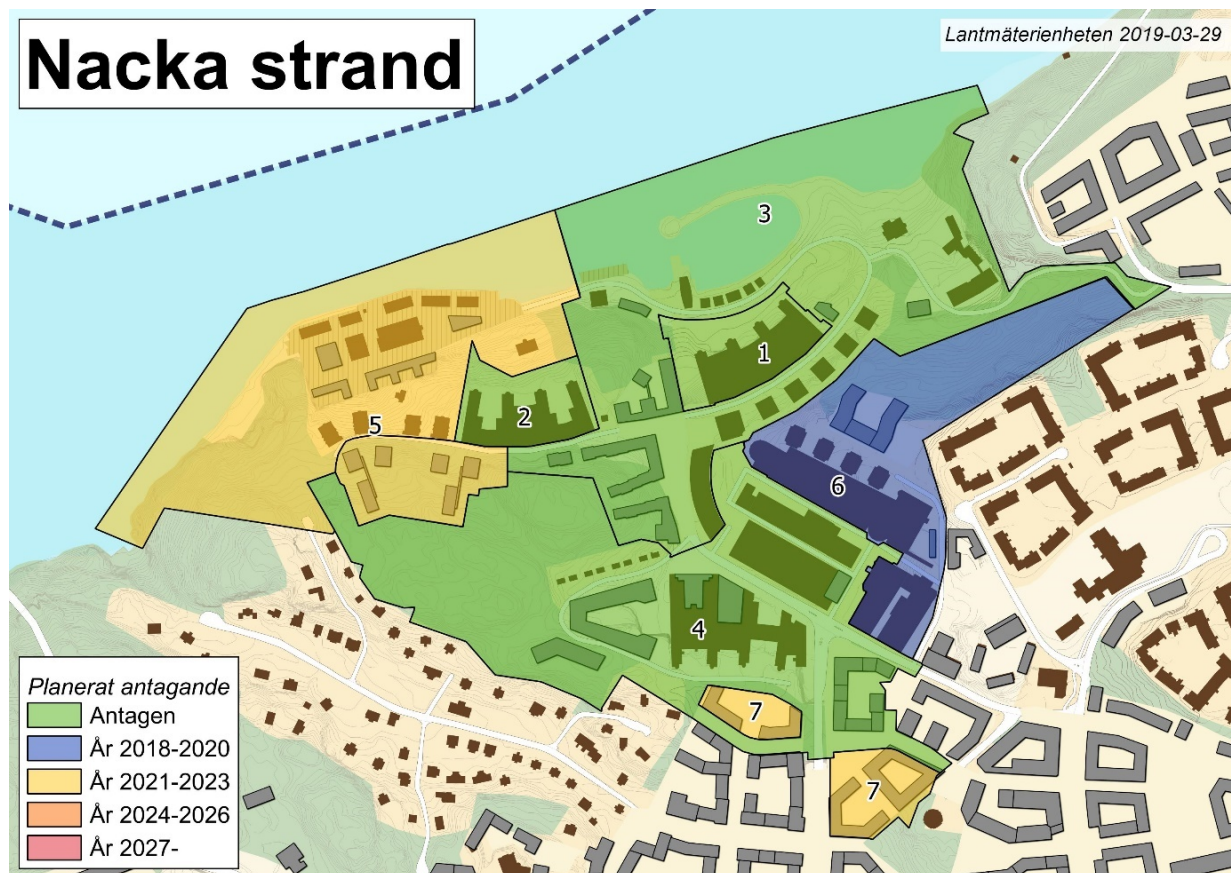 Nacka strand
Lantmäterienheten 2019-03-29
3
1
2
5
6
4
7
7
Planerat antagande
Antagen
År 2018-2020
År 2021-2023
År 2024-2026
År 2027-